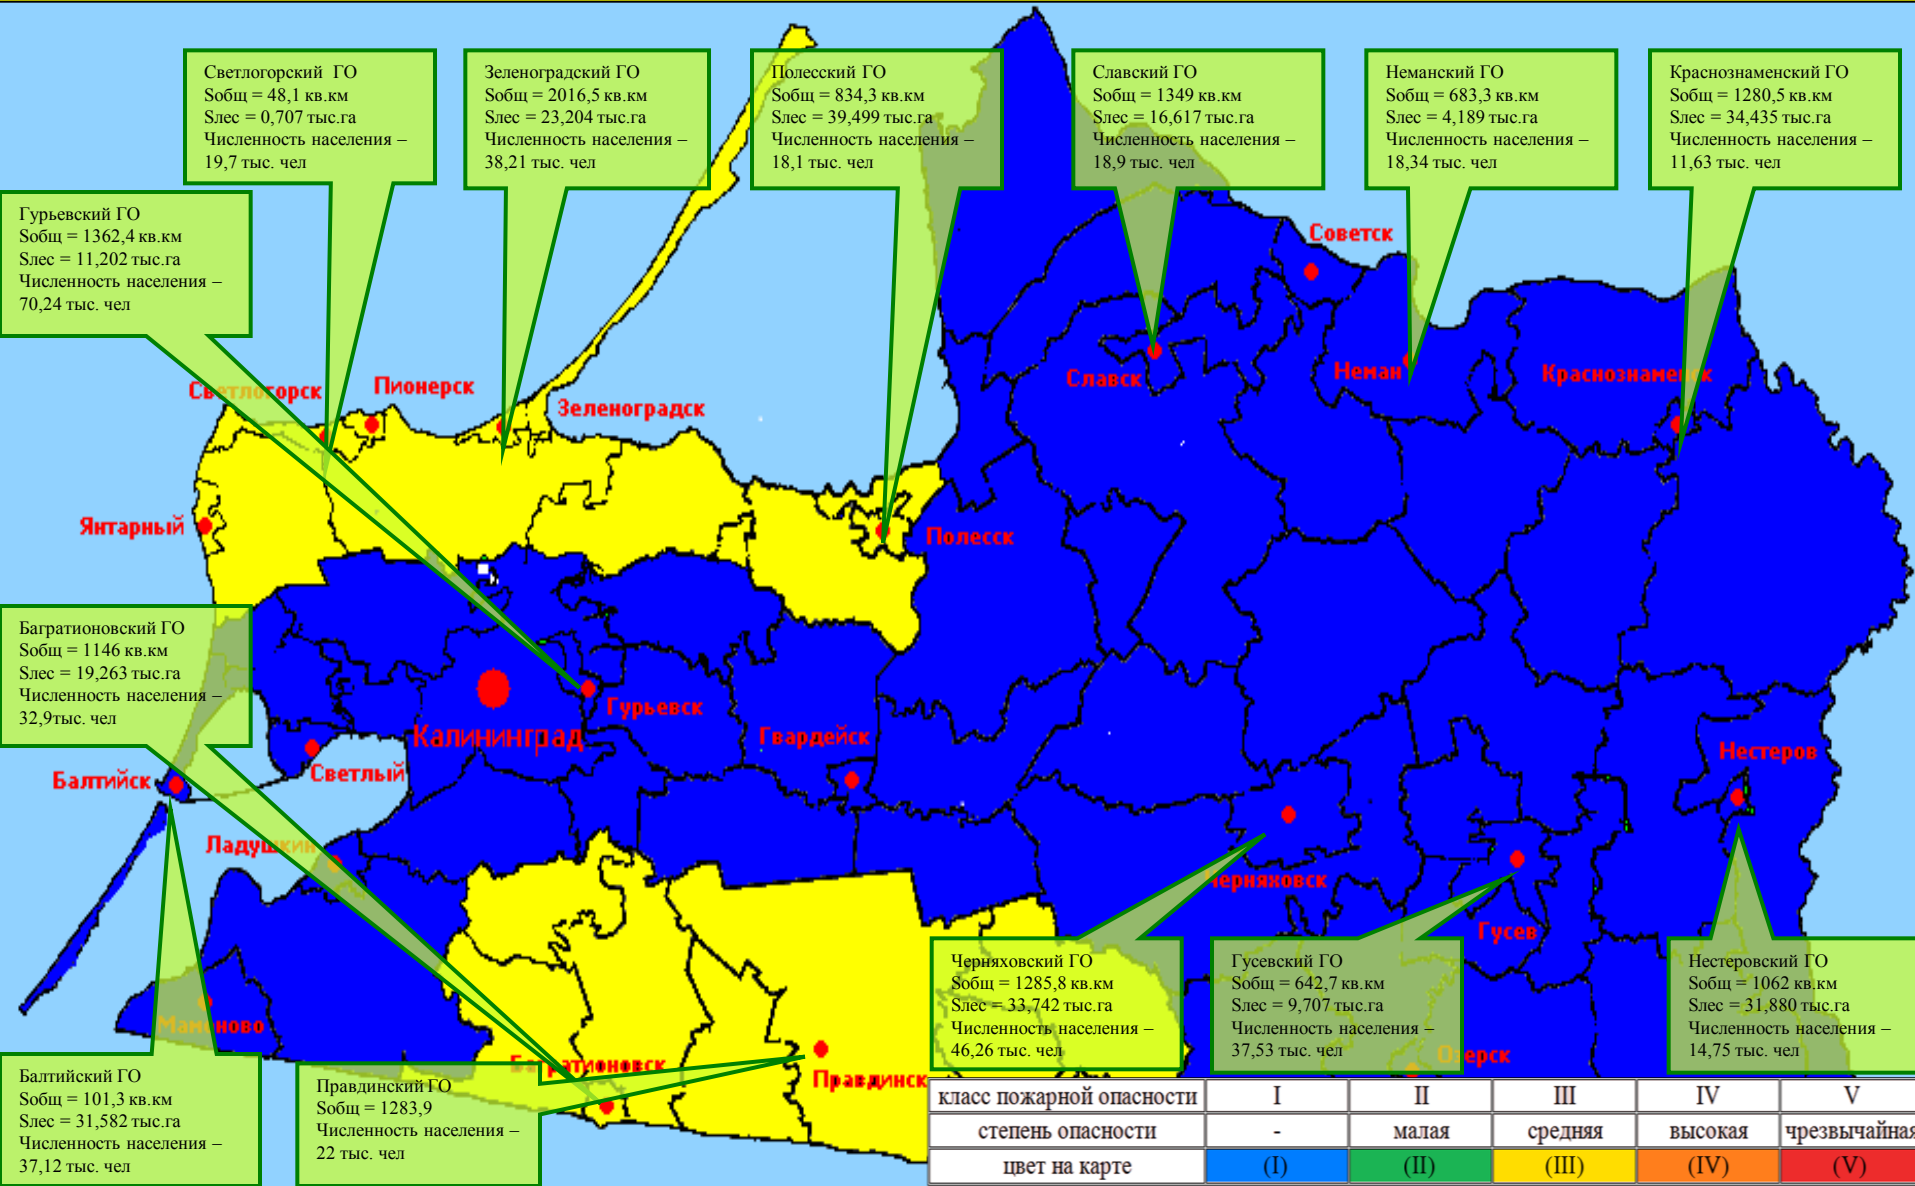 Светлогорский ГО
Sобщ = 48,1 кв.км
Sлес = 0,707 тыс.га
Численность населения –
19,7 тыс. чел
Зеленоградский ГО
Sобщ = 2016,5 кв.км
Sлес = 23,204 тыс.га
Численность населения –
38,21 тыс. чел
Полесский ГО
Sобщ = 834,3 кв.км
Sлес = 39,499 тыс.га
Численность населения –
18,1 тыс. чел
Славский ГО
Sобщ = 1349 кв.км
Sлес = 16,617 тыс.га
Численность населения –
18,9 тыс. чел
Неманский ГО
Sобщ = 683,3 кв.км
Sлес = 4,189 тыс.га
Численность населения –
18,34 тыс. чел
Краснознаменский ГО
Sобщ = 1280,5 кв.км
Sлес = 34,435 тыс.га
Численность населения –
11,63 тыс. чел
Гурьевский ГО
Sобщ = 1362,4 кв.км
Sлес = 11,202 тыс.га
Численность населения –
70,24 тыс. чел
Советск
Славск
Неман
Краснознаменск
Светлогорск
Пионерск
Зеленоградск
Янтарный
Полесск
Багратионовский ГО
Sобщ = 1146 кв.км
Sлес = 19,263 тыс.га
Численность населения –
32,9тыс. чел
Гурьевск
Калининград
Гвардейск
Нестеров
Светлый
Балтийск
Ладушкин
Черняховск
Гусев
Мамоново
Багратионовск
Правдинск
Озерск
Черняховский ГО
Sобщ = 1285,8 кв.км
Sлес = 33,742 тыс.га
Численность населения –
46,26 тыс. чел
Гусевский ГО
Sобщ = 642,7 кв.км
Sлес = 9,707 тыс.га
Численность населения –
37,53 тыс. чел
Нестеровский ГО
Sобщ = 1062 кв.км
Sлес = 31,880 тыс.га
Численность населения –
14,75 тыс. чел
Балтийский ГО
Sобщ = 101,3 кв.км
Sлес = 31,582 тыс.га
Численность населения –
37,12 тыс. чел
Правдинский ГО
Sобщ = 1283,9
Численность населения –
22 тыс. чел
класс пожарной опасности I II III IV V
степень опасности - малая средняя высокая чрезвычайная
цвет на карте (I) (II) (III) (IV) (V)